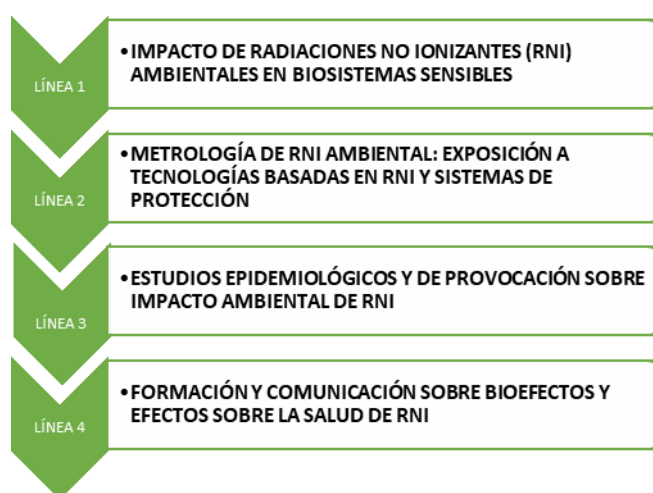 LÍNEA 1
•IMPACTO DE RADIACIONES NO IONIZANTES (RNI)
AMBIENTALES EN BIOSISTEMAS SENSIBLES
LÍNEA 2
•METROLOGÍA DE RNI AMBIENTAL: EXPOSICIÓN A
TECNOLOGÍAS BASADAS EN RNI Y SISTEMAS DE
PROTECCIÓN
LÍNEA 3
•ESTUDIOS EPIDEMIOLÓGICOS Y DE PROVOCACIÓN SOBRE
IMPACTO AMBIENTAL DE RNI
LÍNEA 4
•FORMACIÓN Y COMUNICACIÓN SOBRE BIOEFECTOS Y
EFECTOS SOBRE LA SALUD DE RNI